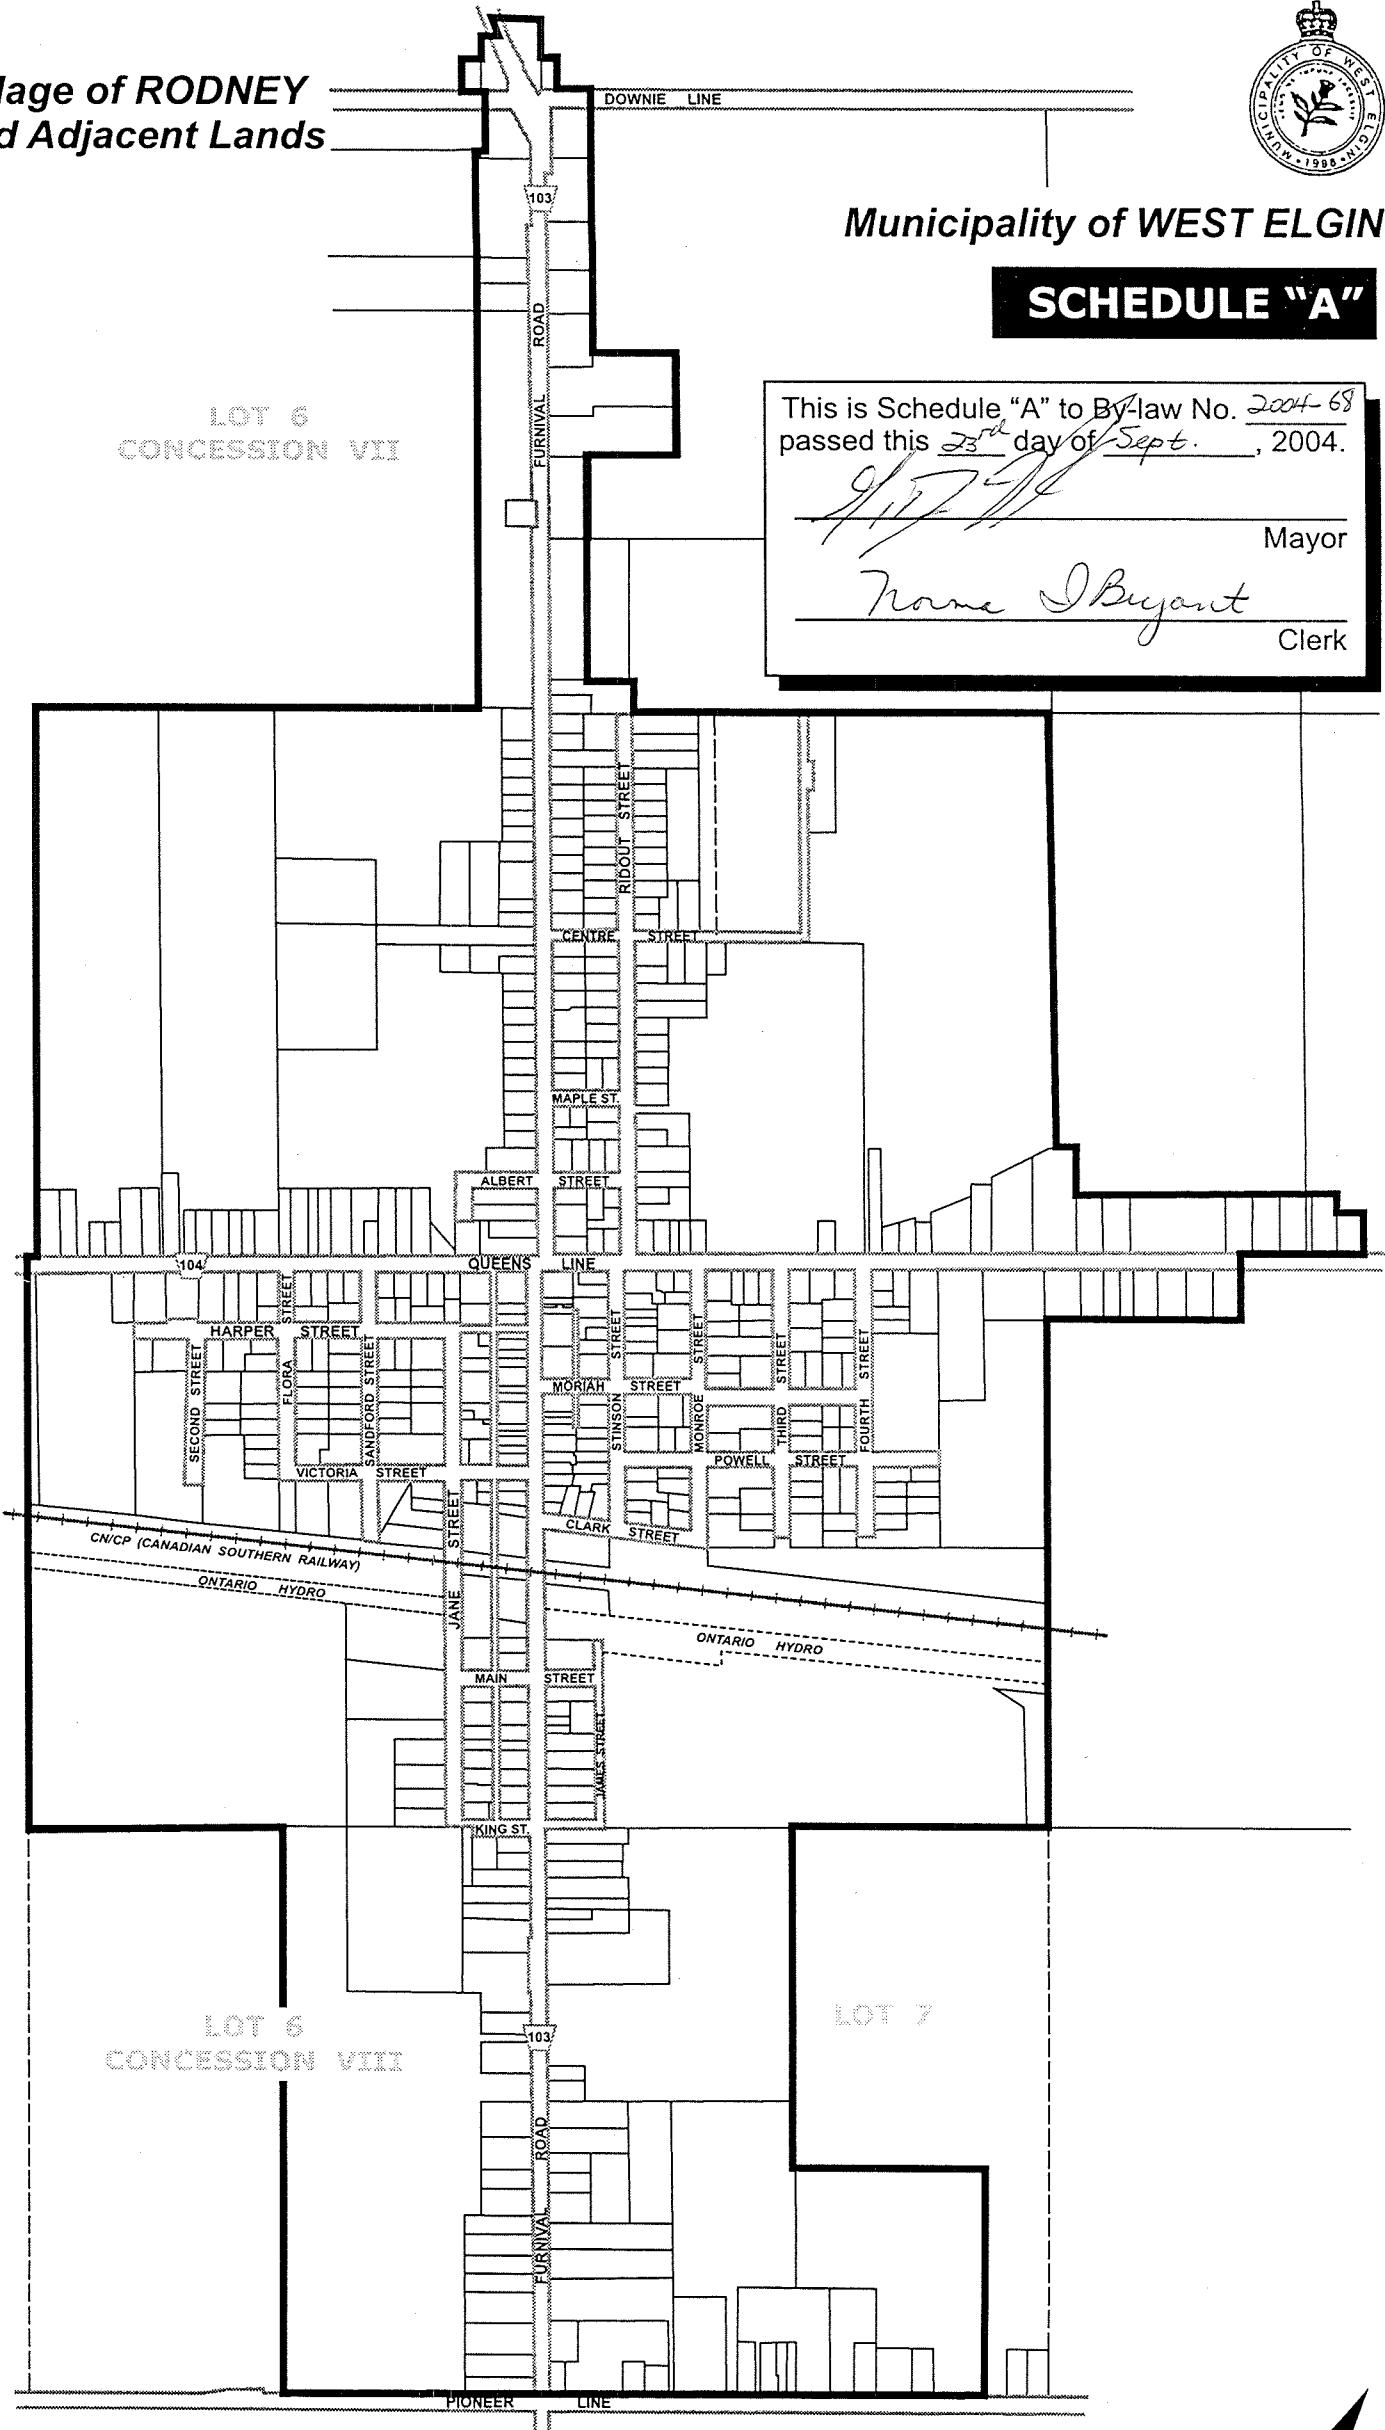 lage of RODNEY
d Adjacent Lands
MUNICIPALITY OF WEST ELGIN
1998
Municipality of WEST ELGIN
SCHEDULE "A"
This is Schedule "A" to By-law No. 2004-68
passed this 23rd day of Sept. , 2004.
Mayor
Norma I Bryant
Clerk
DOWNIE LINE
103
FURNIVAL ROAD
LOT 6
CONCESSION VII
RIDOUT STREET
CENTRE STREET
MAPLE ST.
ALBERT STREET
104
QUEENS LINE
HARPER STREET
SECOND STREET
FLORA STREET
SANDFORD STREET
MORIAH STREET
STINSON STREET
MONROE STREET
THIRD STREET
FOURTH STREET
VICTORIA STREET
POWELL STREET
JANE STREET
CLARK STREET
CN/CP (CANADIAN SOUTHERN RAILWAY)
ONTARIO HYDRO
ONTARIO HYDRO
MAIN STREET
JAMES STREET
KING ST.
LOT 6
CONCESSION VIII
LOT 7
103
FURNIVAL ROAD
PIONEER LINE